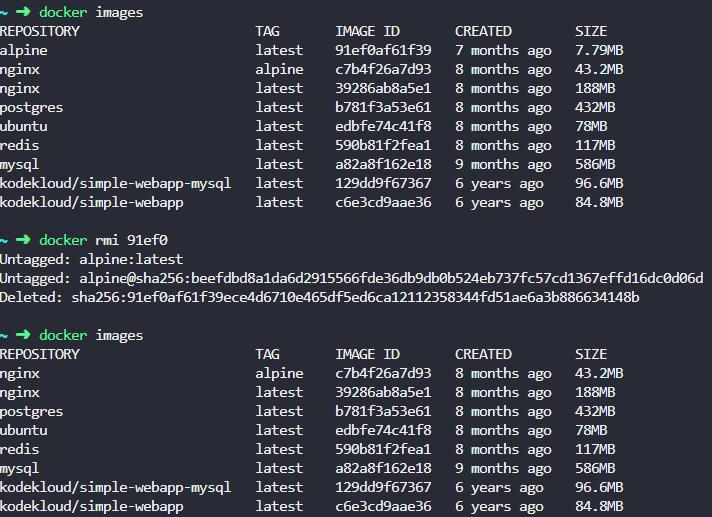 ~ ➜ docker images
REPOSITORY                      TAG       IMAGE ID       CREATED        SIZE
alpine                          latest    91ef0af61f39   7 months ago   7.79MB
nginx                           alpine    c7b4f26a7d93   8 months ago   43.2MB
nginx                           latest    39286ab8a5e1   8 months ago   188MB
postgres                        latest    b781f3a53e61   8 months ago   432MB
ubuntu                          latest    edbfe74c41f8   8 months ago   78MB
redis                           latest    590b81f2fea1   8 months ago   117MB
mysql                           latest    a82a8f162e18   9 months ago   586MB
kodekloud/simple-webapp-mysql   latest    129dd9f67367   6 years ago    96.6MB
kodekloud/simple-webapp         latest    c6e3cd9aae36   6 years ago    84.8MB
~ ➜ docker rmi 91ef0
Untagged: alpine:latest
Untagged: alpine@sha256:beefdbd8a1da6d2915566fde36db9db0b524eb737fc57cd1367effd16dc0d06d
Deleted: sha256:91ef0af61f39ece4d6710e465df5ed6ca12112358344fd51ae6a3b886634148b
~ ➜ docker images
REPOSITORY                      TAG       IMAGE ID       CREATED        SIZE
nginx                           alpine    c7b4f26a7d93   8 months ago   43.2MB
nginx                           latest    39286ab8a5e1   8 months ago   188MB
postgres                        latest    b781f3a53e61   8 months ago   432MB
ubuntu                          latest    edbfe74c41f8   8 months ago   78MB
redis                           latest    590b81f2fea1   8 months ago   117MB
mysql                           latest    a82a8f162e18   9 months ago   586MB
kodekloud/simple-webapp-mysql   latest    129dd9f67367   6 years ago    96.6MB
kodekloud/simple-webapp         latest    c6e3cd9aae36   6 years ago    84.8MB